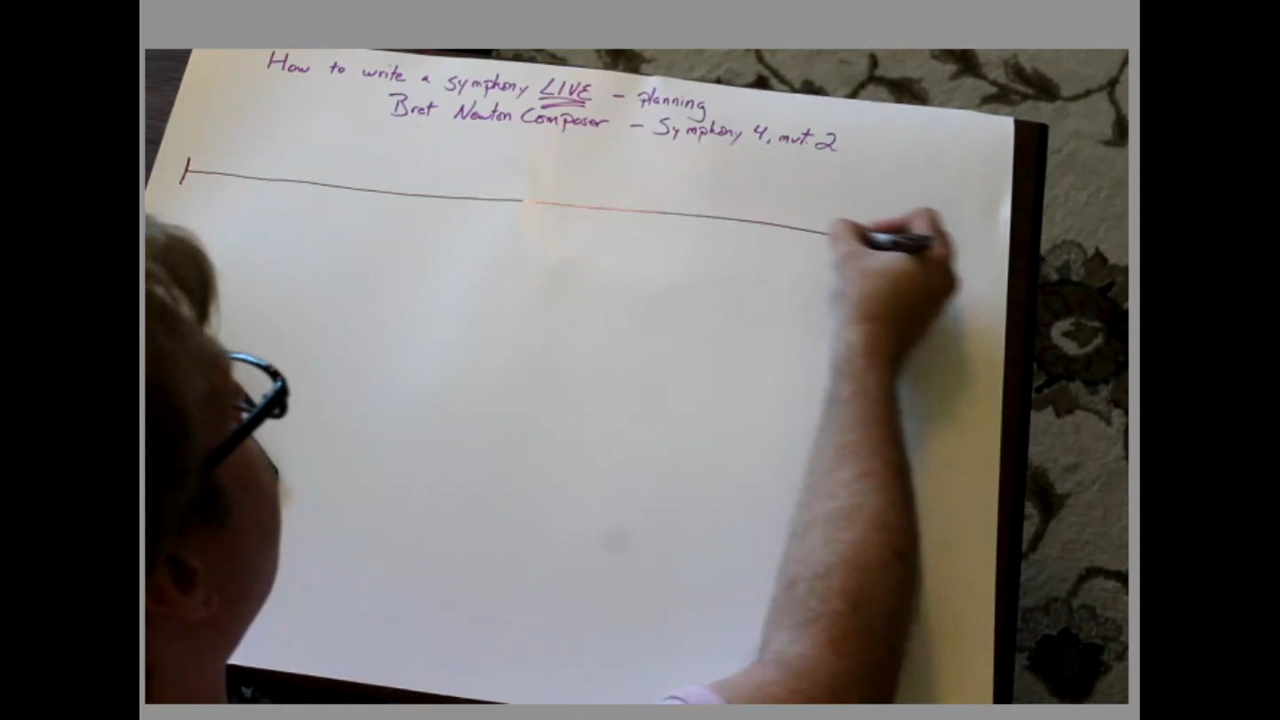 How to write a symphony LIVE - planning
Bret Newton Composer - Symphony 4, mvt. 2